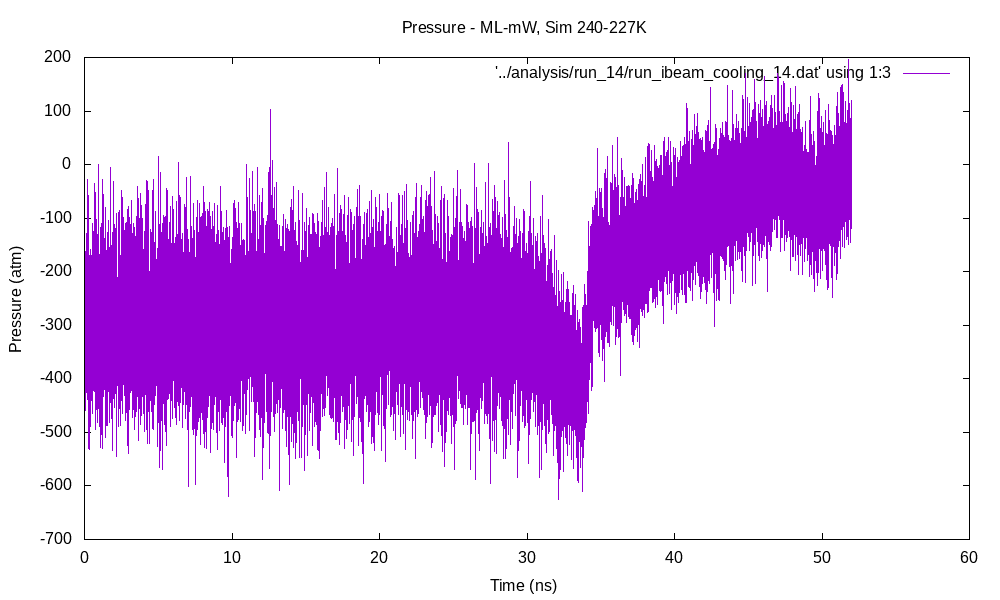 Pressure - ML-mW, Sim 240-227K
'../analysis/run_14/run_ibeam_cooling_14.dat' using 1:3
200
100
0
-100
-200
-300
-400
-500
-600
-700
Pressure (atm)
0 10 20 30 40 50 60
Time (ns)